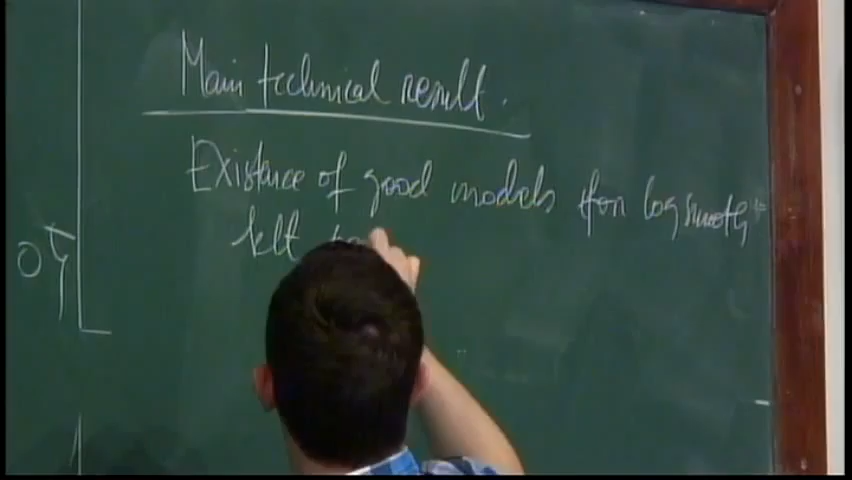 Main technical result.
Existence of good models for log smooth +
klt